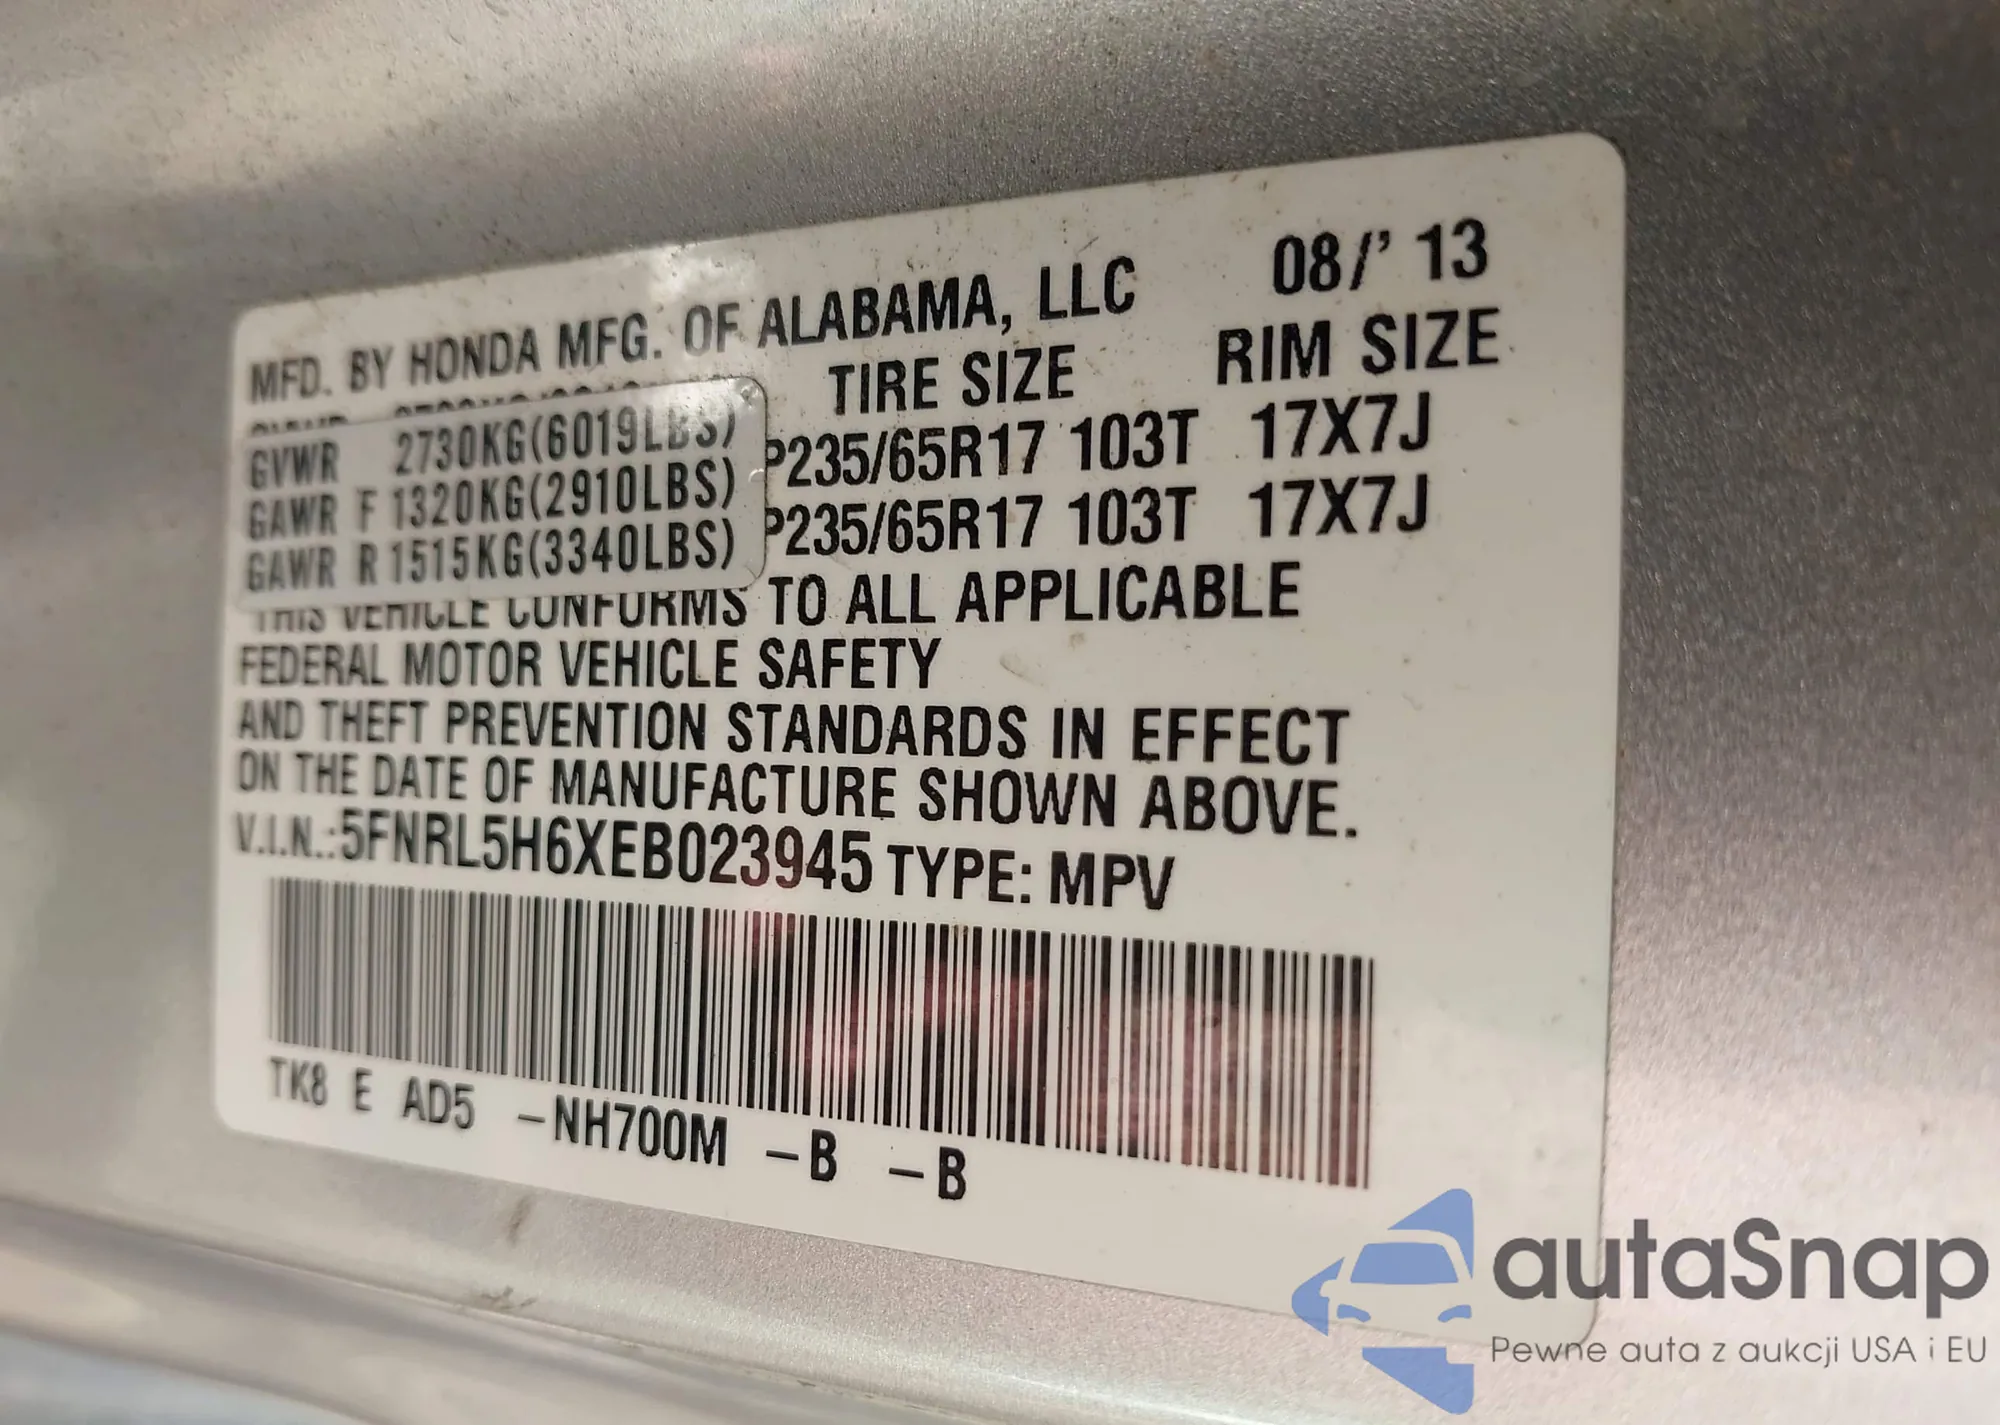 MFD. BY HONDA MFG. OF ALABAMA, LLC 08/' 13
TIRE SIZE RIM SIZE
GVWR 2730KG(6019LBS)
GAWR F 1320KG(2910LBS) P235/65R17 103T 17X7J
GAWR R 1515KG(3340LBS) P235/65R17 103T 17X7J
THIS VEHICLE CONFORMS TO ALL APPLICABLE
FEDERAL MOTOR VEHICLE SAFETY
AND THEFT PREVENTION STANDARDS IN EFFECT
ON THE DATE OF MANUFACTURE SHOWN ABOVE.
V.I.N.:5FNRL5H6XEB023945 TYPE: MPV
TK8 E AD5 -NH700M -B -B
autaSnap
Pewne auta z aukcji USA i EU